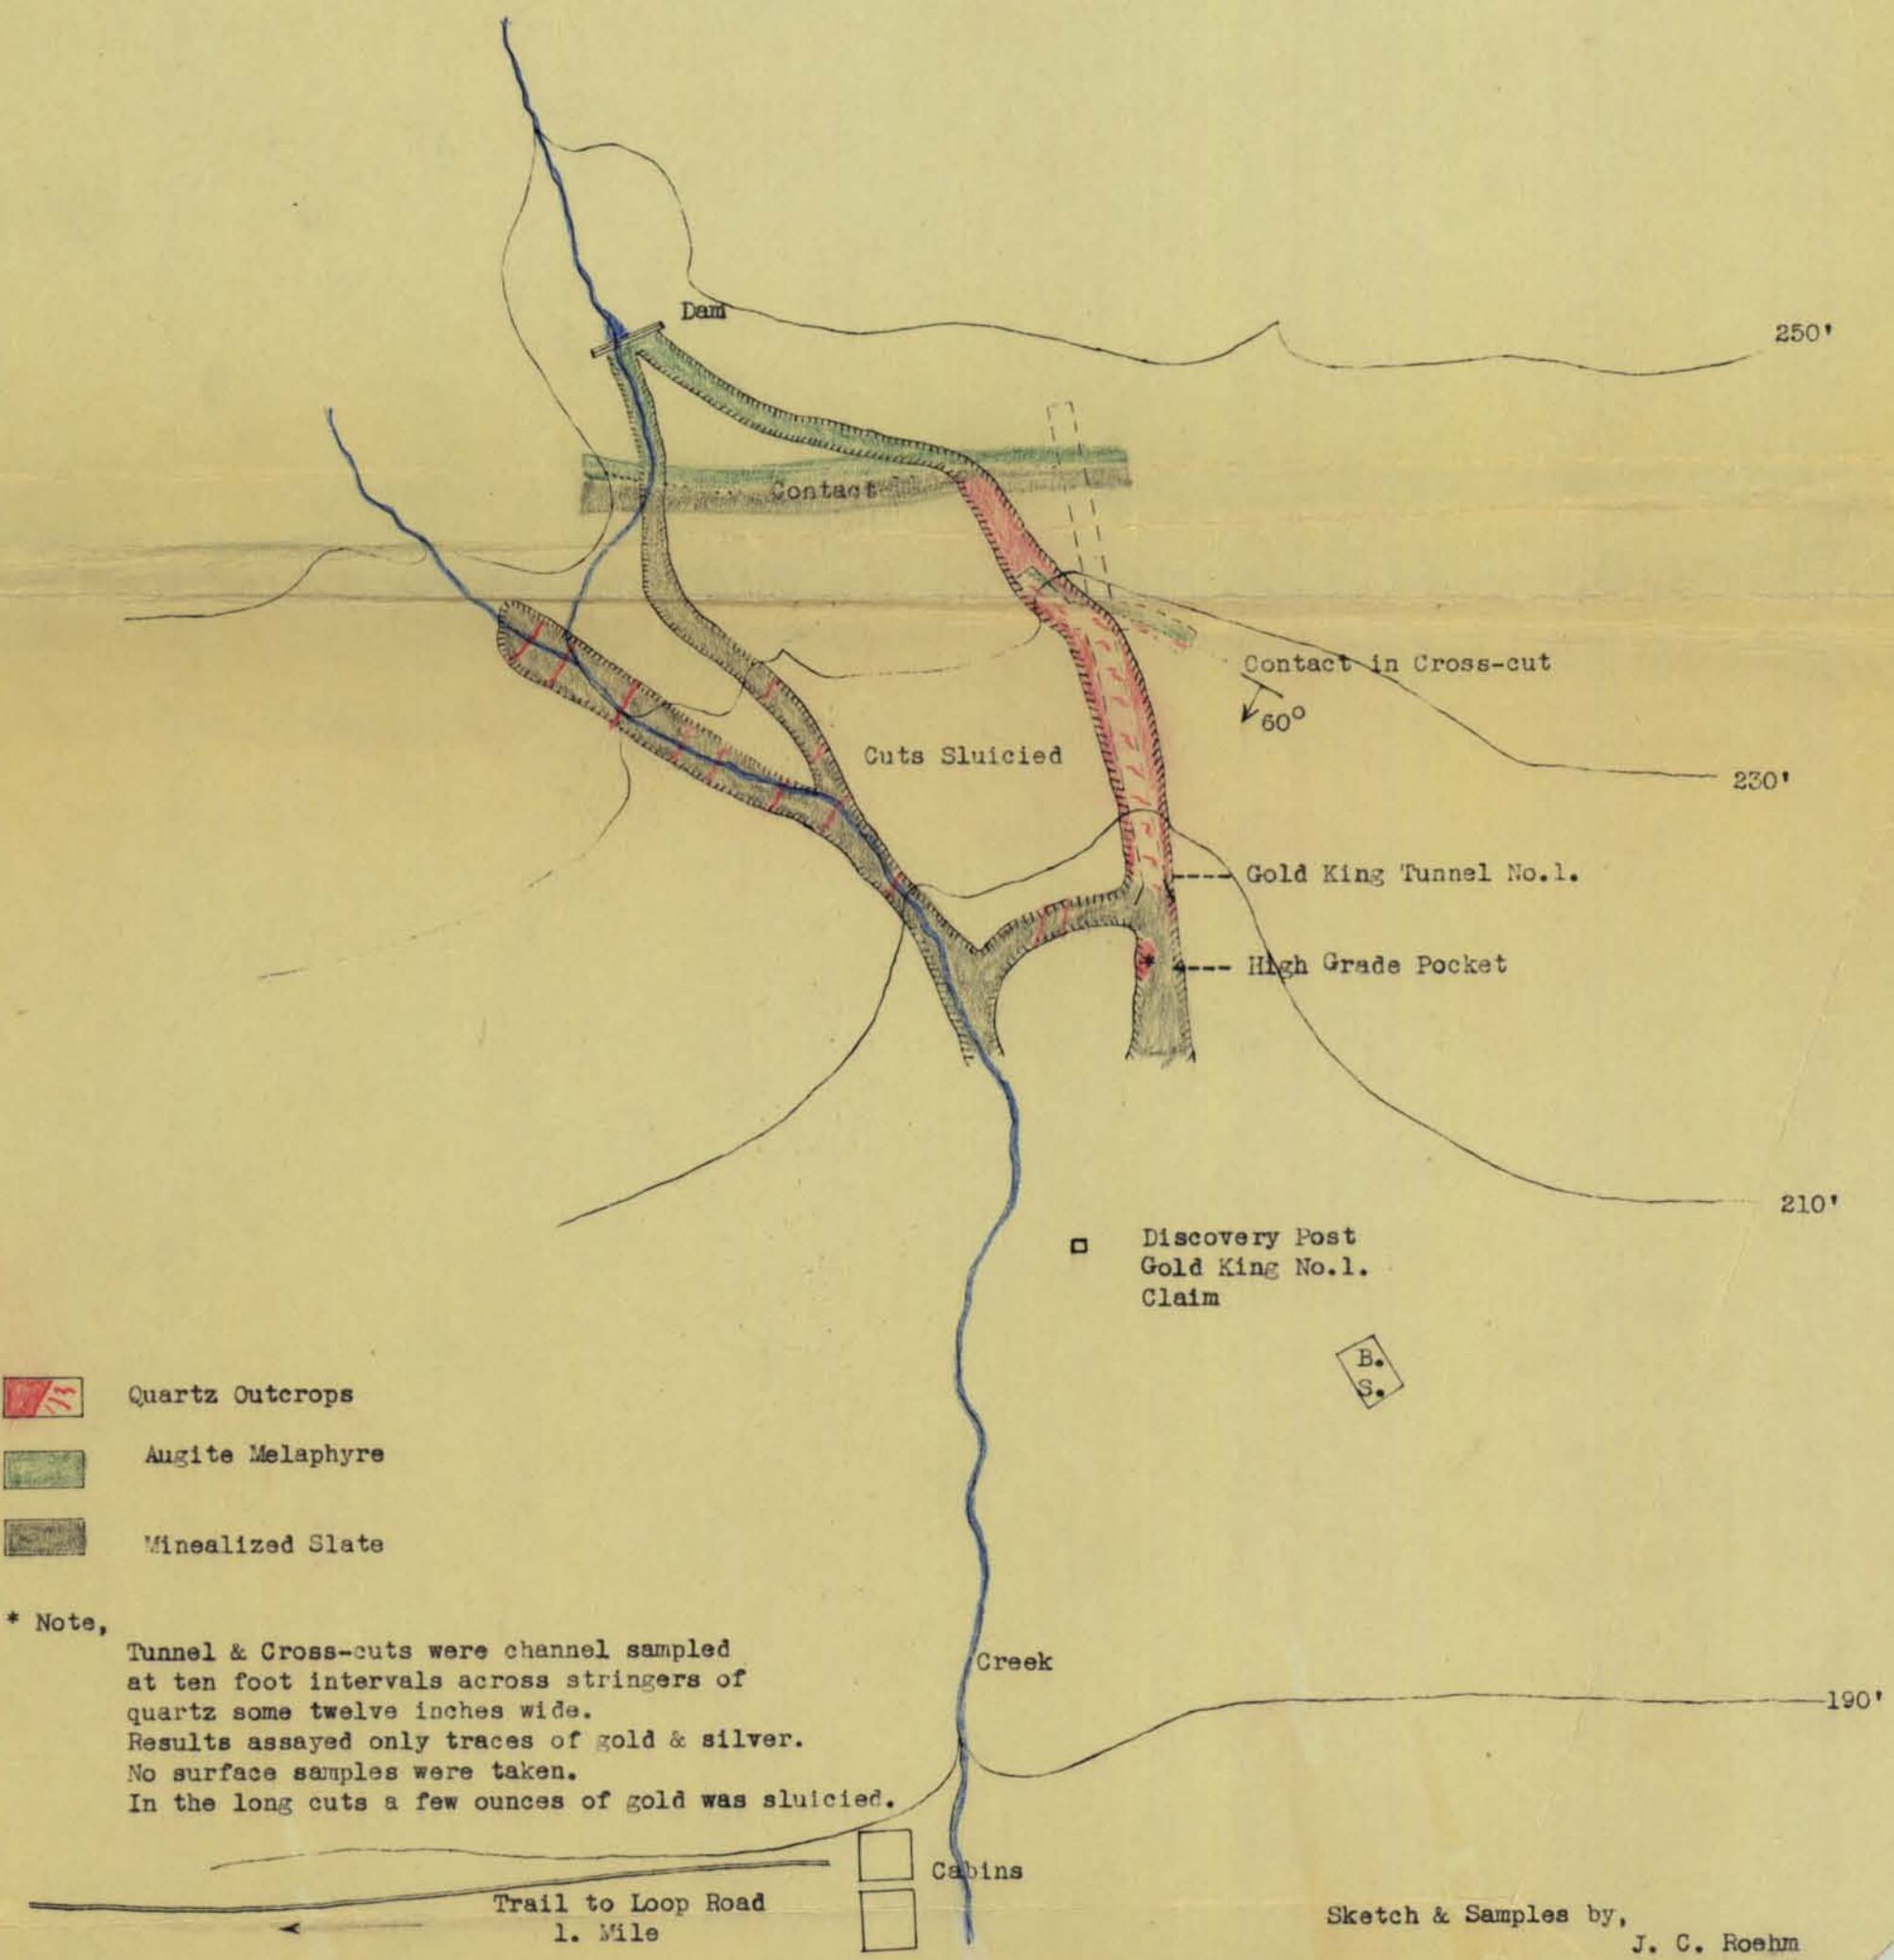 Dam
250'
Contact
Contact in Cross-cut
60°
Cuts Sluicied
230'
Gold King Tunnel No.1.
High Grade Pocket
210'
Discovery Post
Gold King No.1.
Claim
B.
S.
Quartz Outcrops
Augite Melaphyre
Minealized Slate
* Note,
Tunnel & Cross-cuts were channel sampled
at ten foot intervals across stringers of
quartz some twelve inches wide.
Results assayed only traces of gold & silver.
No surface samples were taken.
In the long cuts a few ounces of gold was sluicied.
Creek
190'
Cabins
Trail to Loop Road
1. Mile
Sketch & Samples by,
J. C. Roehm